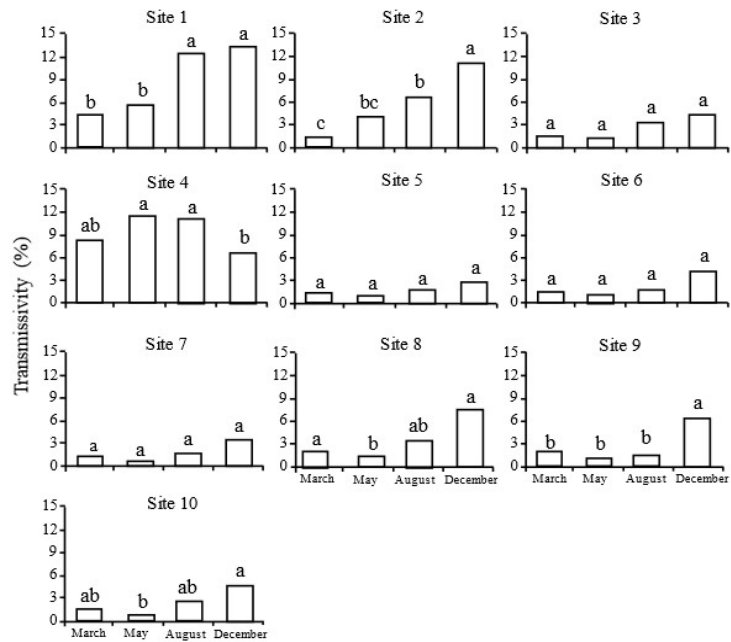 Transmissivity (%)
Site 1
15
12
9
6
3
0
b b a a
Site 2
15
12
9
6
3
0
c bc b a
Site 3
15
12
9
6
3
0
a a a a
Site 4
15
12
9
6
3
0
ab a a b
Site 5
15
12
9
6
3
0
a a a a
Site 6
15
12
9
6
3
0
a a a a
Site 7
15
12
9
6
3
0
a a a a
Site 8
15
12
9
6
3
0
a b ab a
March May August December
Site 9
15
12
9
6
3
0
b b b a
March May August December
Site 10
15
12
9
6
3
0
ab b ab a
March May August December